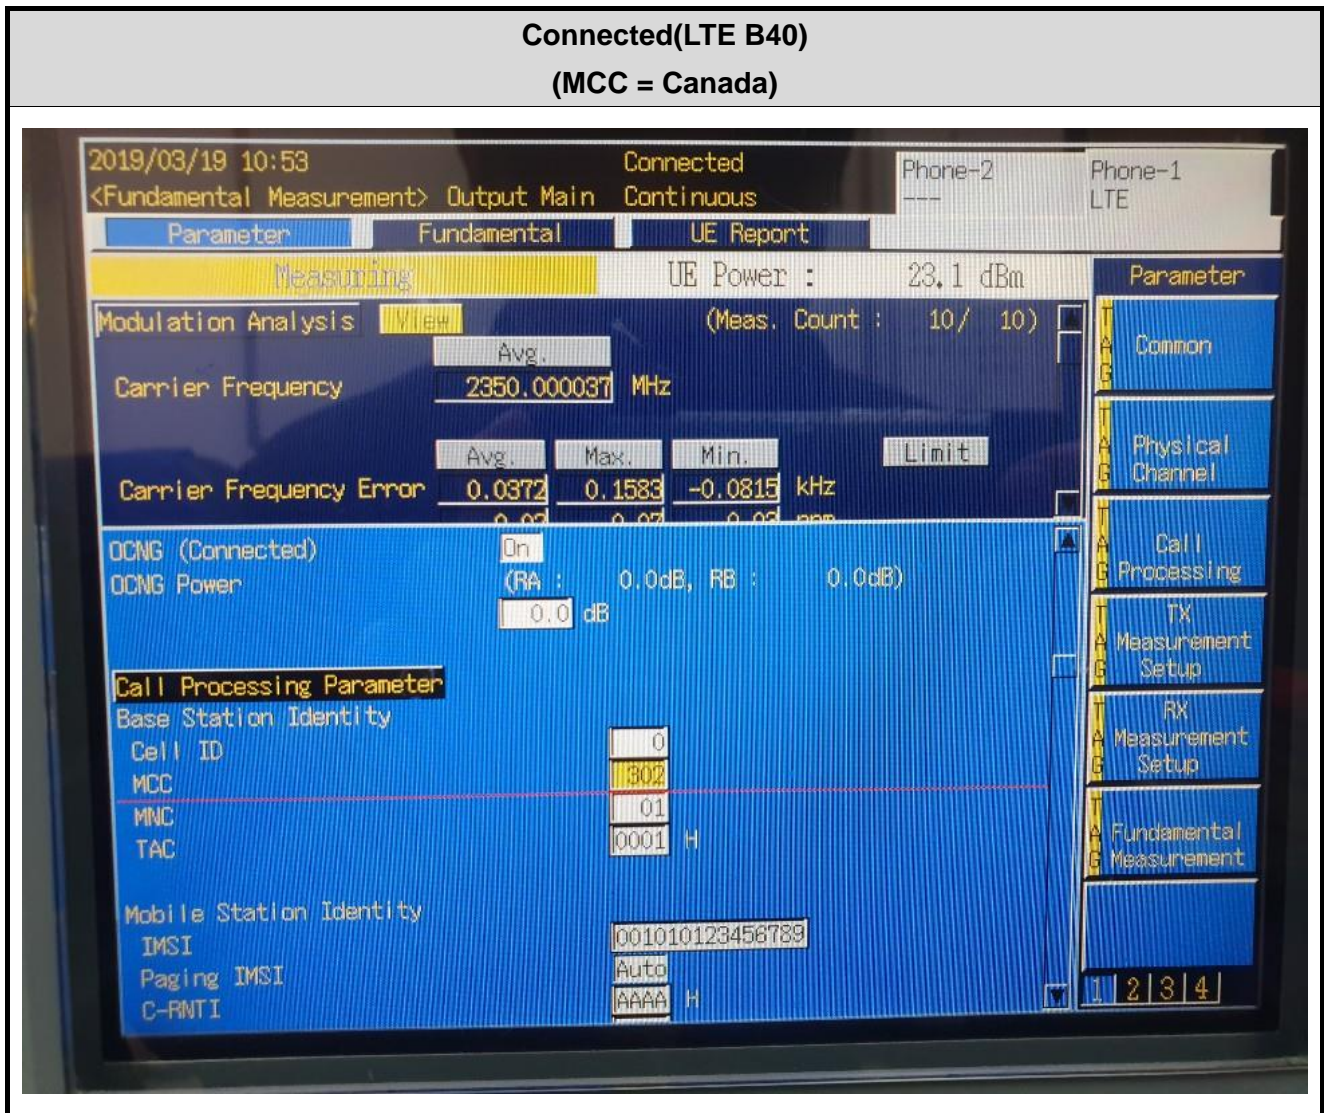 Connected(LTE B40)
(MCC = Canada)
2019/03/19 10:53 Connected Phone-2 Phone-1
<Fundamental Measurement> Output Main Continuous --- LTE
Parameter Fundamental UE Report
Measuring UE Power : 23.1 dBm Parameter
Modulation Analysis View (Meas. Count : 10/ 10)
TAG Common
Avg.
Carrier Frequency 2350.000037 MHz
TAG Physical Channel
Avg. Max. Min. Limit
Carrier Frequency Error 0.0372 0.1583 -0.0815 kHz
OCNG (Connected) On
TAG Call Processing
OCNG Power (RA : 0.0dB, RB : 0.0dB)
0.0 dB
TAG TX Measurement Setup
Call Processing Parameter
Base Station Identity
TAG RX Measurement Setup
Cell ID 0
MCC 302
MNC 01
TAC 0001 H
TAG Fundamental Measurement
Mobile Station Identity
IMSI 001010123456789
Paging IMSI Auto
C-RNTI AAAA H
1 2 3 4